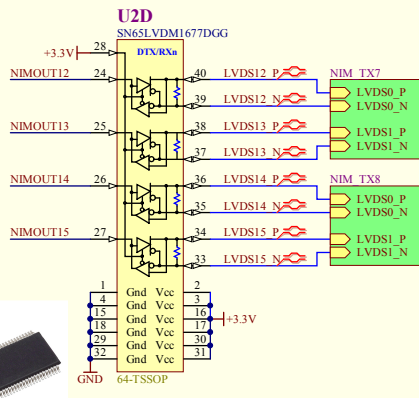 U2D
SN65LVDM1677DGG
DTX/RXn
+3.3V 28
NIMOUT12 24 40 LVDS12_P NIM_TX7
LVDS0_P
39 LVDS12_N LVDS0_N
NIMOUT13 25 38 LVDS13_P LVDS1_P
37 LVDS13_N LVDS1_N
NIMOUT14 26 36 LVDS14_P NIM_TX8
LVDS0_P
35 LVDS14_N LVDS0_N
NIMOUT15 27 34 LVDS15_P LVDS1_P
33 LVDS15_N LVDS1_N
1 Gnd Vcc 2
4 Gnd Vcc 3
15 Gnd Vcc 16
18 Gnd Vcc 17 +3.3V
29 Gnd Vcc 30
32 Gnd Vcc 31
GND 64-TSSOP